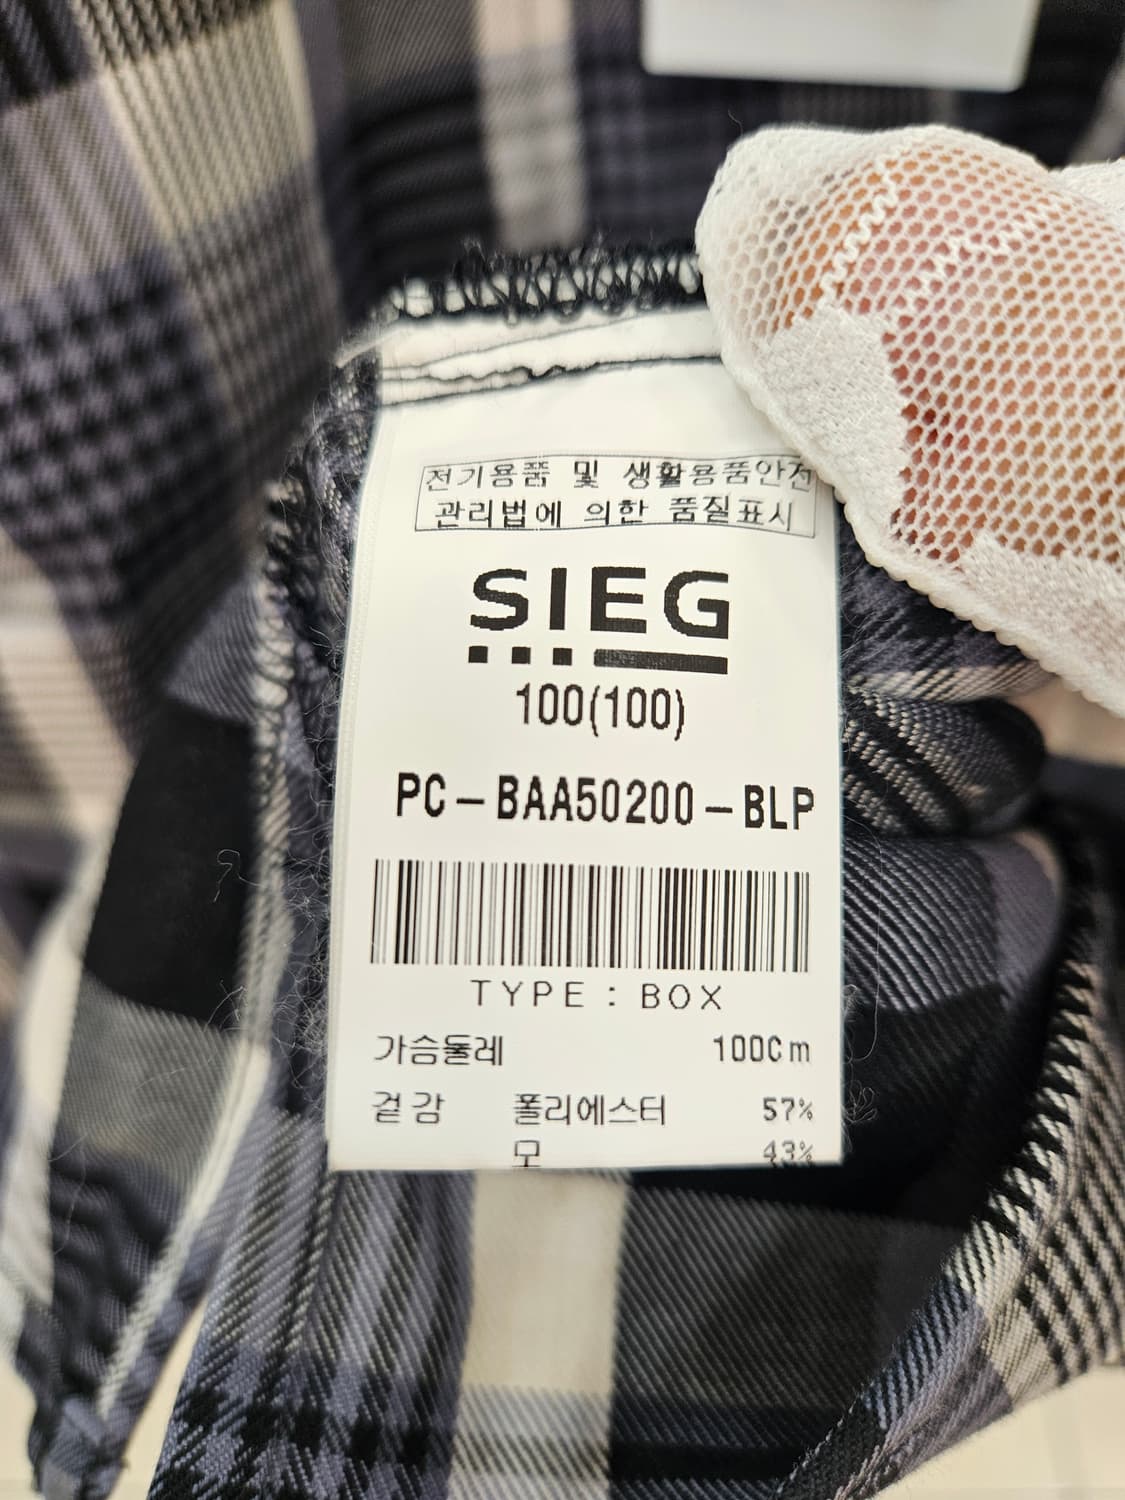 전기용품 및 생활용품안전
관리법에 의한 품질표시
SIEG
100(100)
PC-BAA50200-BLP
TYPE : BOX
가슴둘레 100Cm
겉감 폴리에스터 57%
모 43%